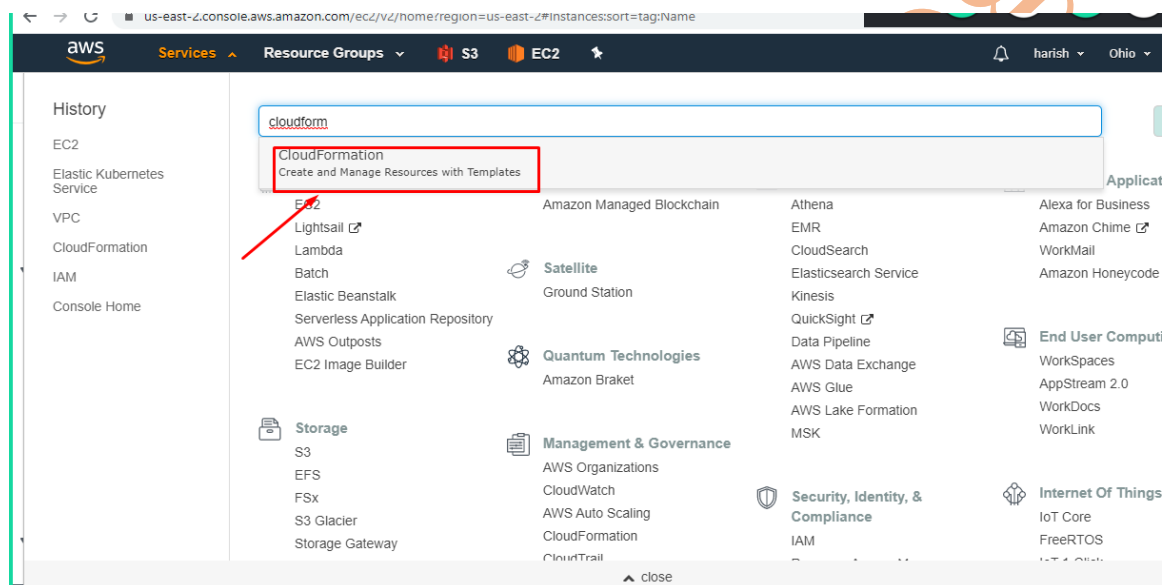 us-east-2.console.aws.amazon.com/ec2/v2/home?region=us-east-2#Instances:sort=tag:Name
aws
Services
Resource Groups
S3
EC2
harish
Ohio
History
EC2
Elastic Kubernetes
Service
VPC
CloudFormation
IAM
Console Home
cloudform
CloudFormation
Create and Manage Resources with Templates
EC2
Lightsail
Lambda
Batch
Elastic Beanstalk
Serverless Application Repository
AWS Outposts
EC2 Image Builder
Storage
S3
EFS
FSx
S3 Glacier
Storage Gateway
Amazon Managed Blockchain
Satellite
Ground Station
Quantum Technologies
Amazon Braket
Management & Governance
AWS Organizations
CloudWatch
AWS Auto Scaling
CloudFormation
CloudTrail
Athena
EMR
CloudSearch
Elasticsearch Service
Kinesis
QuickSight
Data Pipeline
AWS Data Exchange
AWS Glue
AWS Lake Formation
MSK
Security, Identity, &
Compliance
IAM
Applicat
Alexa for Business
Amazon Chime
WorkMail
Amazon Honeycode
End User Computi
WorkSpaces
AppStream 2.0
WorkDocs
WorkLink
Internet Of Things
IoT Core
FreeRTOS
close